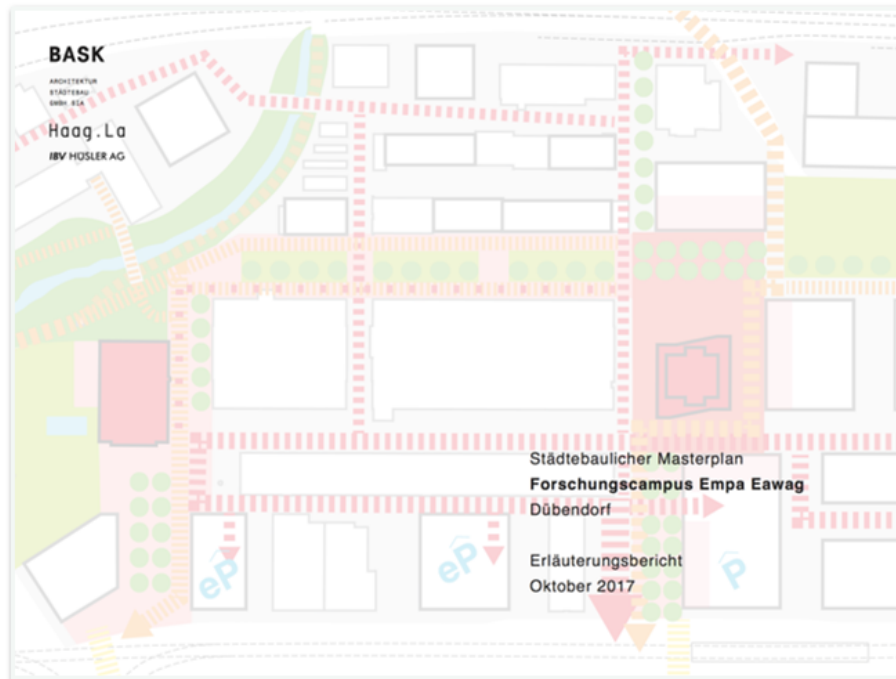 BASK
ARCHITEKTUR
STÄDTEBAU
GMBH SIA
Haag.La
IBV HÜSLER AG
Städtebaulicher Masterplan
Forschungscampus Empa Eawag
Dübendorf
Erläuterungsbericht
Oktober 2017
eP
eP
P